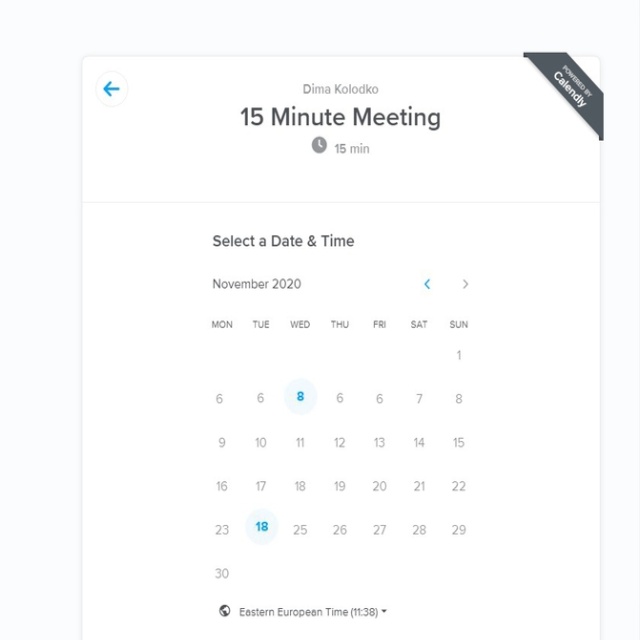 Dima Kolodko
POWERED BY
Calendly
15 Minute Meeting
15 min
Select a Date & Time
November 2020
MON TUE WED THU FRI SAT SUN
1
6 6 8 6 6 7 8
9 10 11 12 13 14 15
16 17 18 19 20 21 22
23 18 25 26 27 28 29
30
Eastern European Time (11:38)